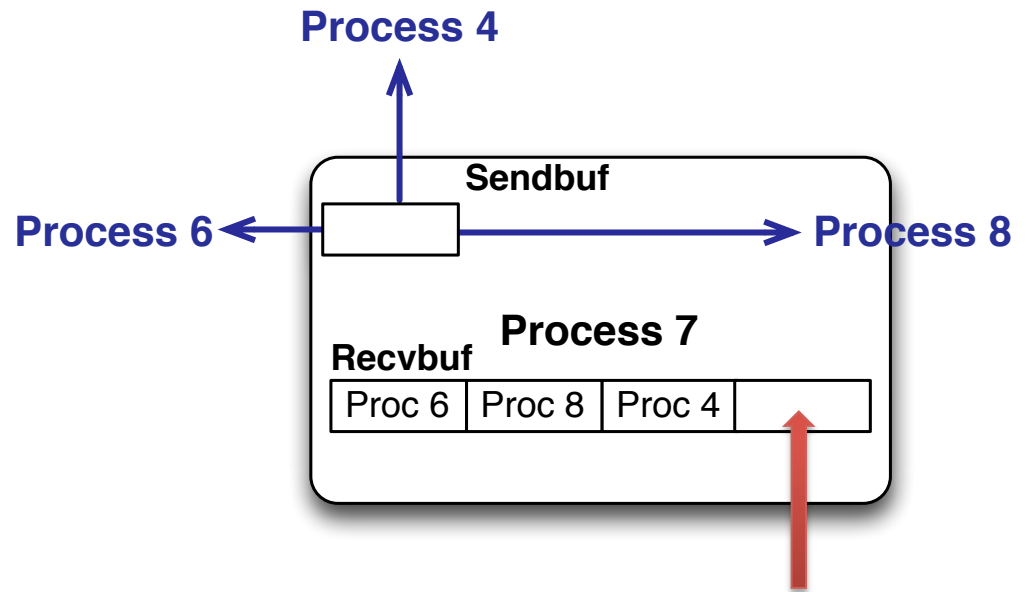 Process 4
Sendbuf
Process 6
Process 8
Process 7
Recvbuf
Proc 6
Proc 8
Proc 4